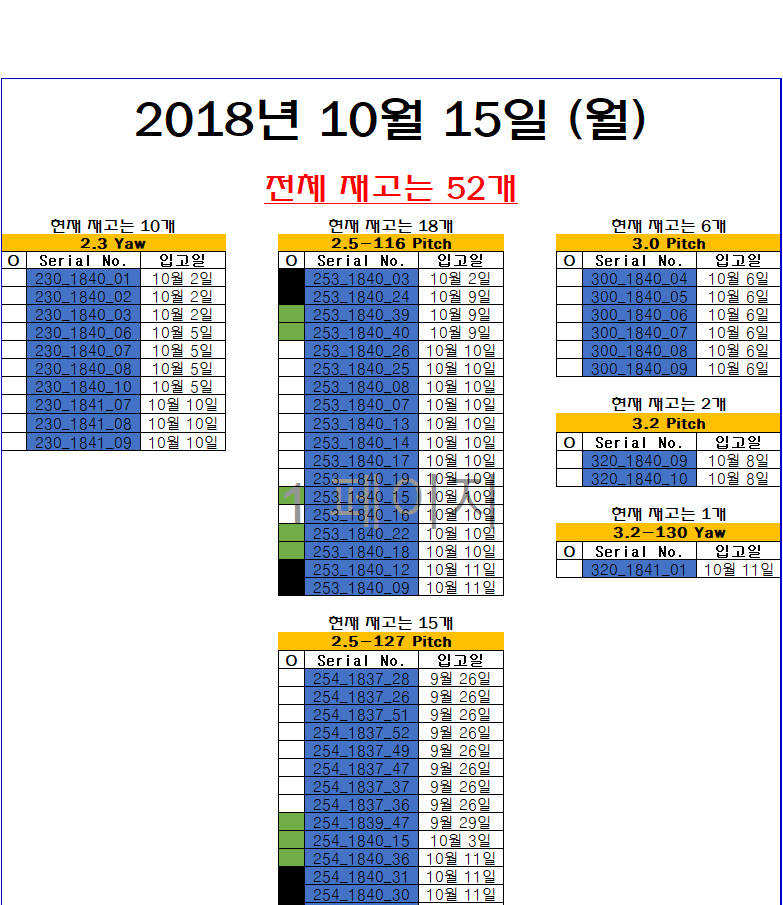 2018년 10월 15일 (월)
전체 재고는 52개
현재 재고는 10개
2.3 Yaw
O Serial No. 입고일
230_1840_01 10월 2일
230_1840_02 10월 2일
230_1840_03 10월 2일
230_1840_06 10월 5일
230_1840_07 10월 5일
230_1840_08 10월 5일
230_1840_10 10월 5일
230_1841_07 10월 10일
230_1841_08 10월 10일
230_1841_09 10월 10일
현재 재고는 18개
2.5-116 Pitch
O Serial No. 입고일
253_1840_03 10월 2일
253_1840_24 10월 9일
253_1840_39 10월 9일
253_1840_40 10월 9일
253_1840_26 10월 10일
253_1840_25 10월 10일
253_1840_08 10월 10일
253_1840_07 10월 10일
253_1840_13 10월 10일
253_1840_14 10월 10일
253_1840_17 10월 10일
253_1840_19 10월 10일
253_1840_15 10월 10일
253_1840_16 10월 10일
253_1840_22 10월 10일
253_1840_18 10월 10일
253_1840_12 10월 11일
253_1840_09 10월 11일
1 페이지
현재 재고는 15개
2.5-127 Pitch
O Serial No. 입고일
254_1837_28 9월 26일
254_1837_26 9월 26일
254_1837_51 9월 26일
254_1837_52 9월 26일
254_1837_49 9월 26일
254_1837_47 9월 26일
254_1837_37 9월 26일
254_1837_36 9월 26일
254_1839_47 9월 29일
254_1840_15 10월 3일
254_1840_36 10월 11일
254_1840_31 10월 11일
254_1840_30 10월 11일
현재 재고는 6개
3.0 Pitch
O Serial No. 입고일
300_1840_04 10월 6일
300_1840_05 10월 6일
300_1840_06 10월 6일
300_1840_07 10월 6일
300_1840_08 10월 6일
300_1840_09 10월 6일
현재 재고는 2개
3.2 Pitch
O Serial No. 입고일
320_1840_09 10월 8일
320_1840_10 10월 8일
현재 재고는 1개
3.2-130 Yaw
O Serial No. 입고일
320_1841_01 10월 11일